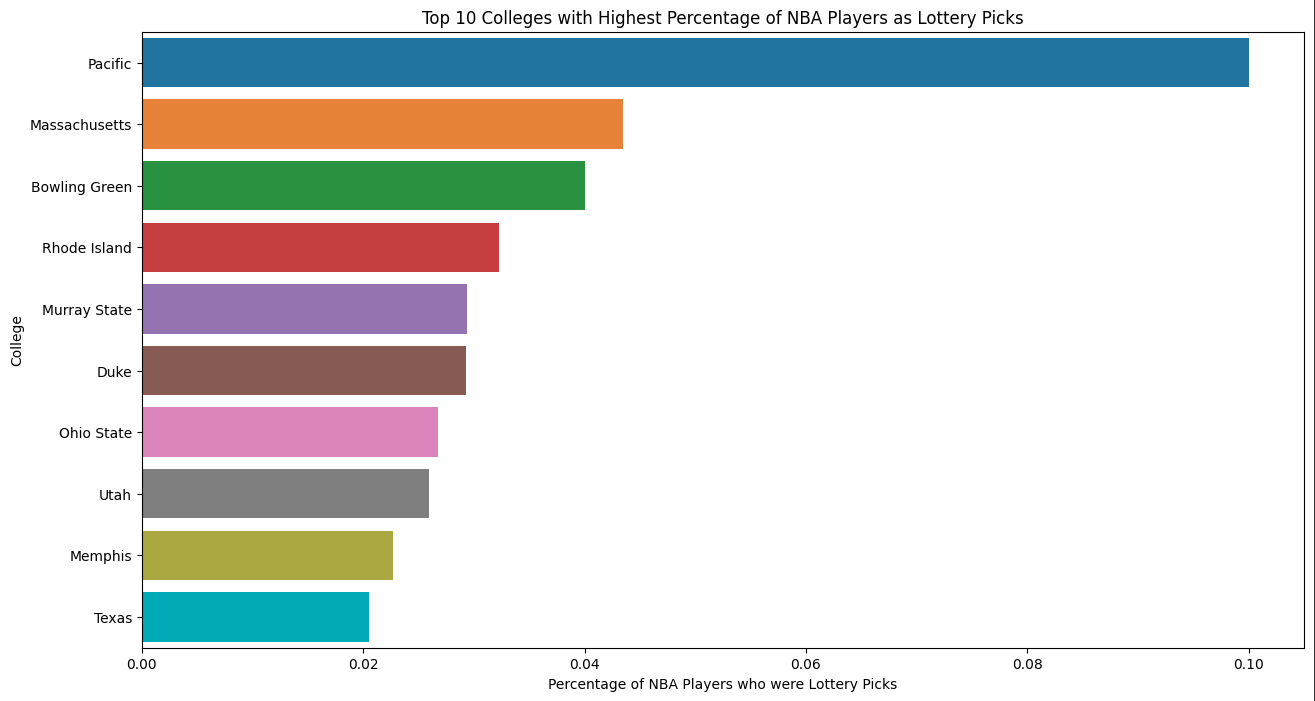 Top 10 Colleges with Highest Percentage of NBA Players as Lottery Picks
College
Pacific
Massachusetts
Bowling Green
Rhode Island
Murray State
Duke
Ohio State
Utah
Memphis
Texas
0.00 0.02 0.04 0.06 0.08 0.10
Percentage of NBA Players who were Lottery Picks